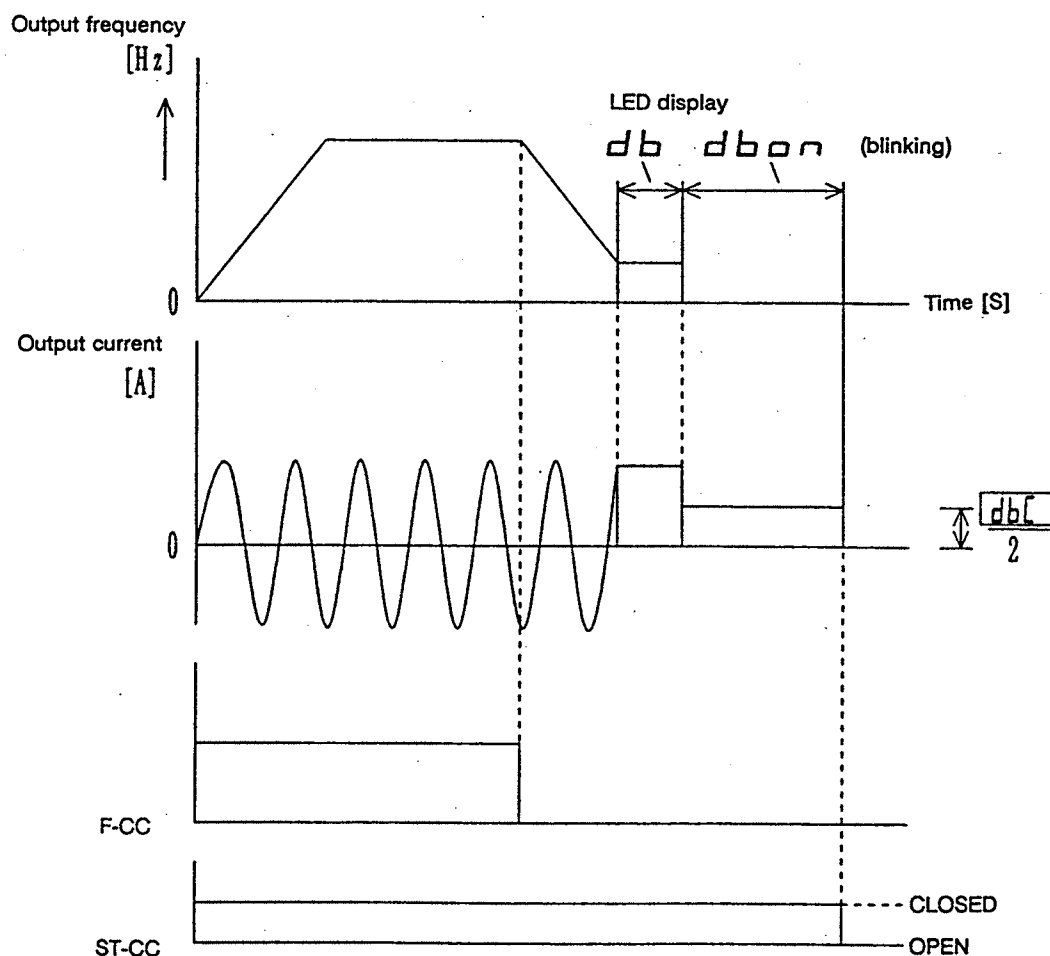 Output frequency
[Hz]
LED display
db dbon (blinking)
0
Time [S]
Output current
[A]
0
dbC
2
F-CC
CLOSED
ST-CC
OPEN